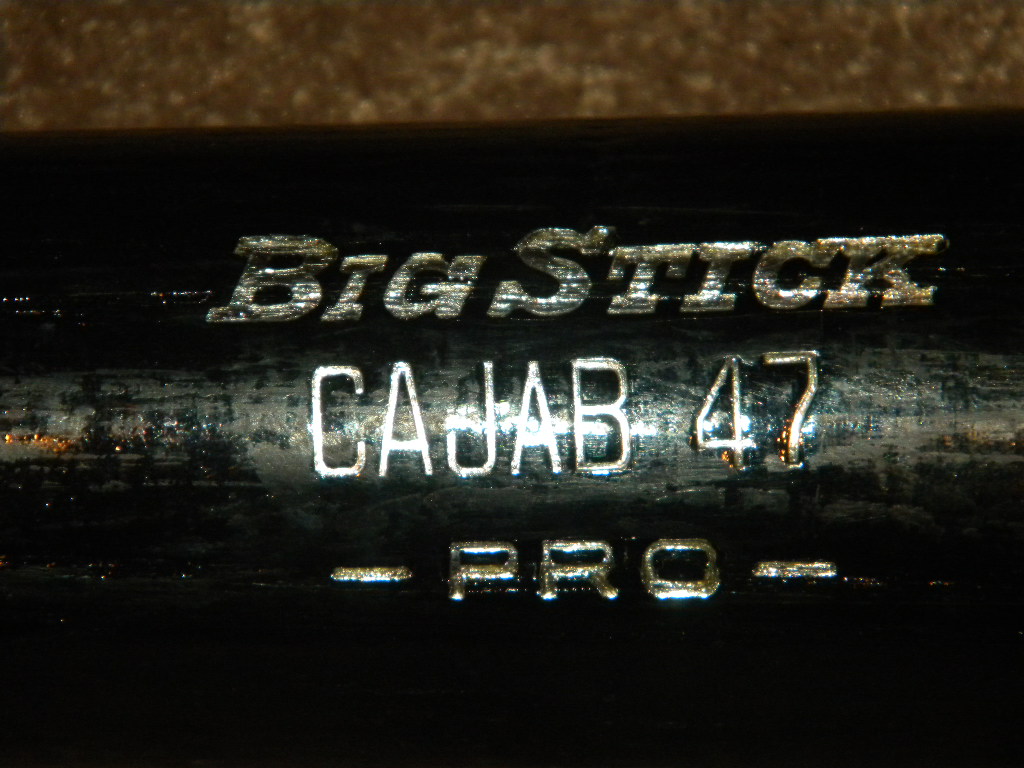 BIG STICK
CAJAB 47
- PRO -